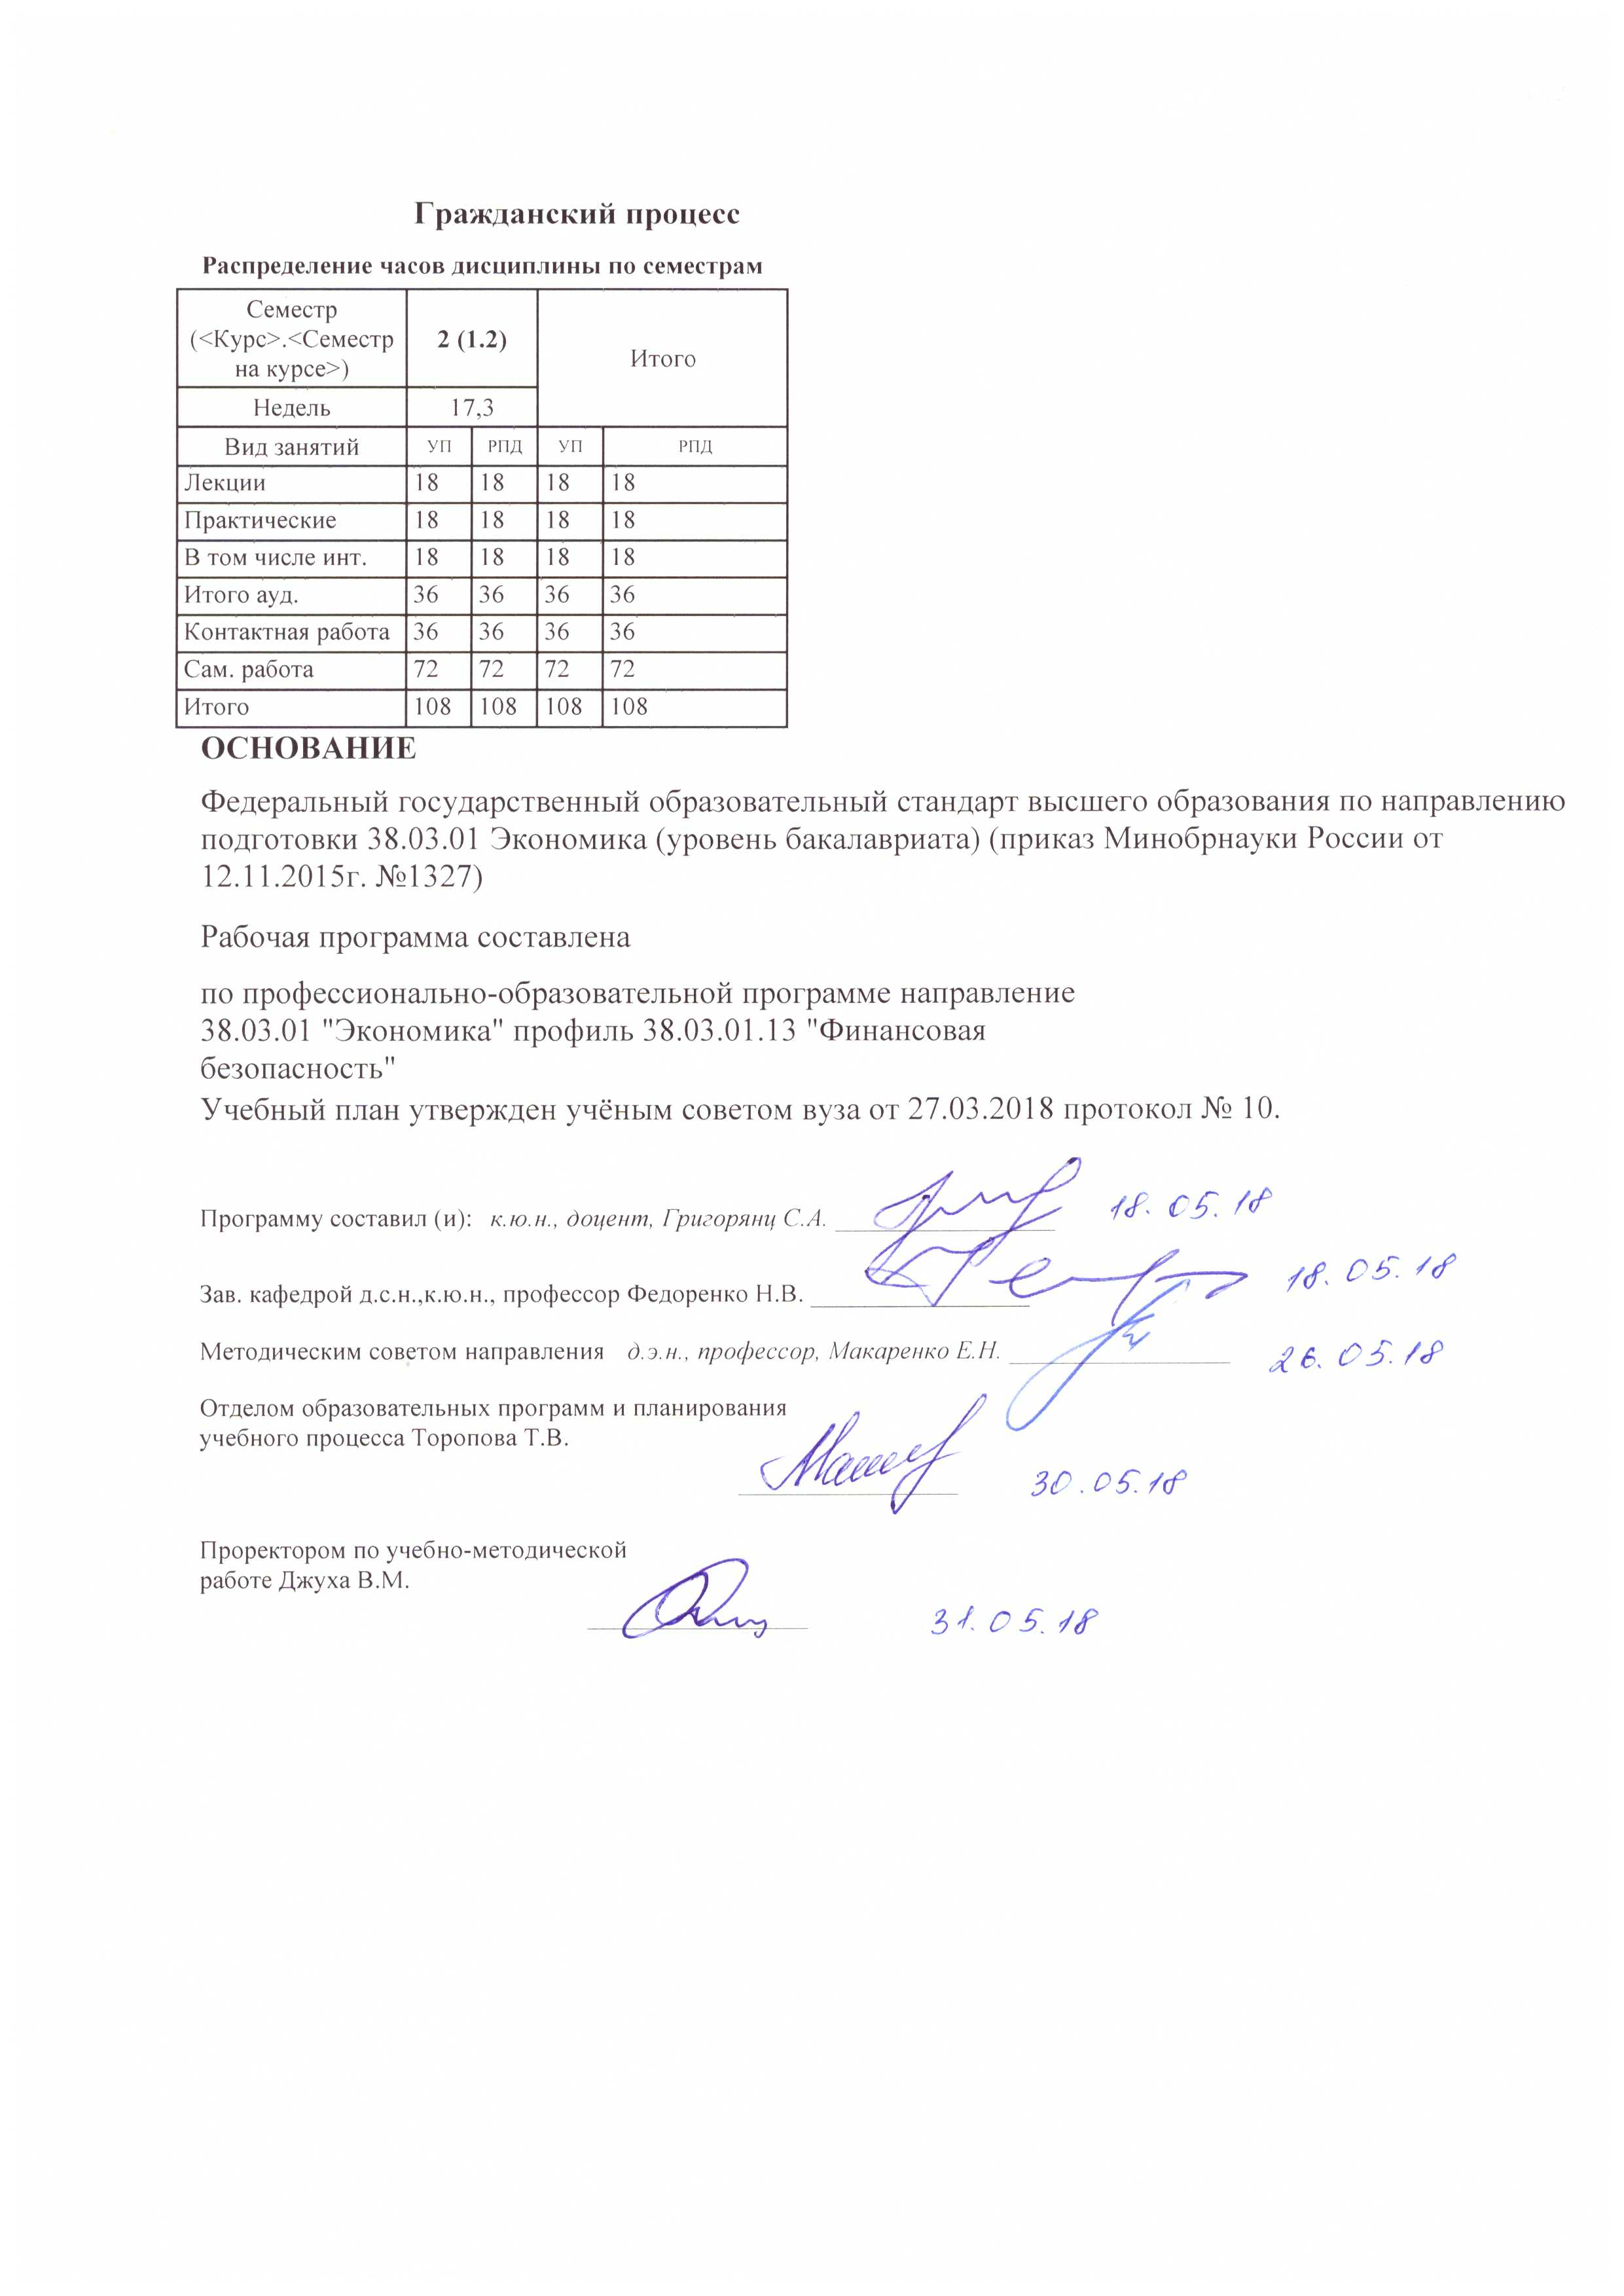 Гражданский процесс
Распределение часов дисциплины по семестрам
Семестр
(<Курс>.<Семестр
на курсе>)
2 (1.2)
Итого
Недель 17,3
Вид занятий УП РПД УП РПД
Лекции 18 18 18 18
Практические 18 18 18 18
В том числе инт. 18 18 18 18
Итого ауд. 36 36 36 36
Контактная работа 36 36 36 36
Сам. работа 72 72 72 72
Итого 108 108 108 108
ОСНОВАНИЕ
Федеральный государственный образовательный стандарт высшего образования по направлению
подготовки 38.03.01 Экономика (уровень бакалавриата) (приказ Минобрнауки России от
12.11.2015г. №1327)
Рабочая программа составлена
по профессионально-образовательной программе направление
38.03.01 "Экономика" профиль 38.03.01.13 "Финансовая
безопасность"
Учебный план утвержден учёным советом вуза от 27.03.2018 протокол № 10.
Программу составил (и): к.ю.н., доцент, Григорянц С.А. 18.05.18
Зав. кафедрой д.с.н.,к.ю.н., профессор Федоренко Н.В. 18.05.18
Методическим советом направления д.э.н., профессор, Макаренко Е.Н. 26.05.18
Отделом образовательных программ и планирования
учебного процесса Торопова Т.В.
30.05.18
Проректором по учебно-методической
работе Джуха В.М.
31.05.18